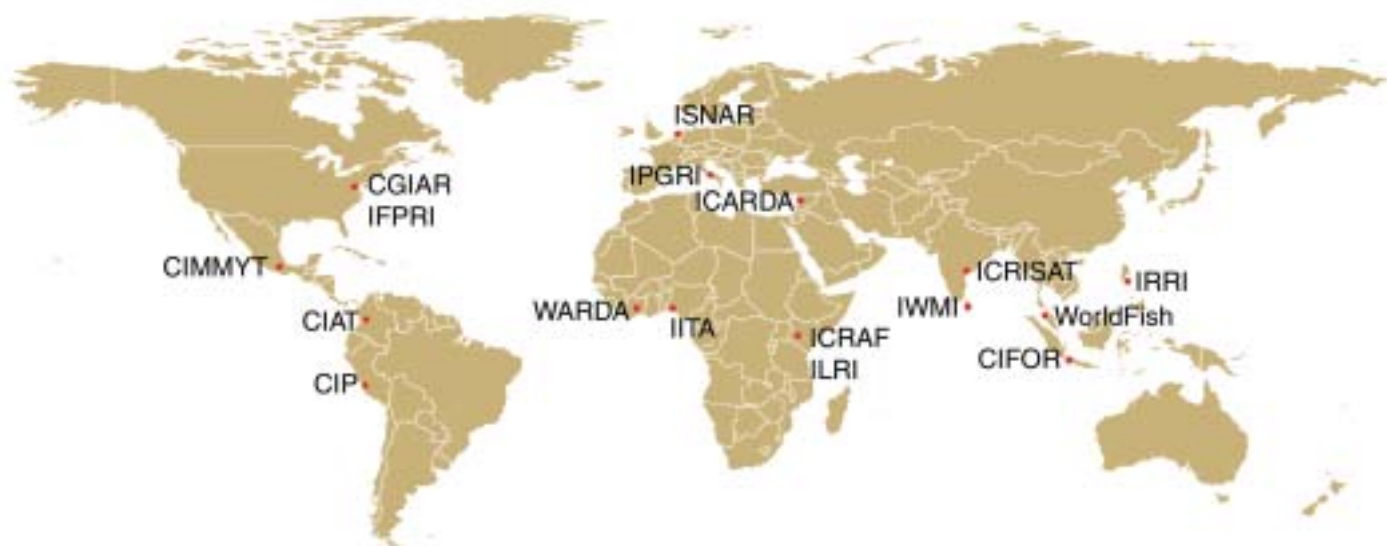 ISNAR
IPGRI
CGIAR
IFPRI
ICARDA
CIMMYT
ICRISAT
IRRI
WARDA
IITA
IWMI
CIAT
WorldFish
ICRAF
ILRI
CIFOR
CIP